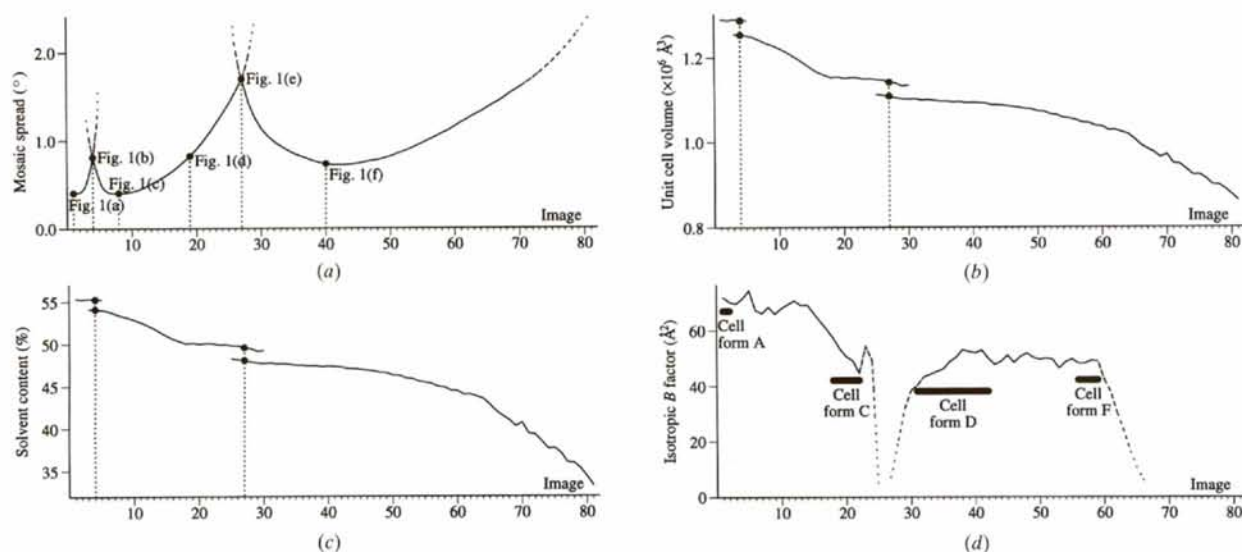 2.0
1.0
0.0
Mosaic spread (°)
Fig. 1(e)
Fig. 1(b)
Fig. 1(d)
Fig. 1(c)
Fig. 1(f)
Fig. 1(a)
Image
10 20 30 40 50 60 70 80
(a)
1.2
1.0
0.8
Unit cell volume (×10⁶ Å³)
Image
10 20 30 40 50 60 70 80
(b)
55
50
45
40
35
Solvent content (%)
Image
10 20 30 40 50 60 70 80
(c)
60
40
20
0
Isotropic B factor (Å²)
Cell
form A
Cell
form C
Cell
form D
Cell
form F
Image
10 20 30 40 50 60 70 80
(d)